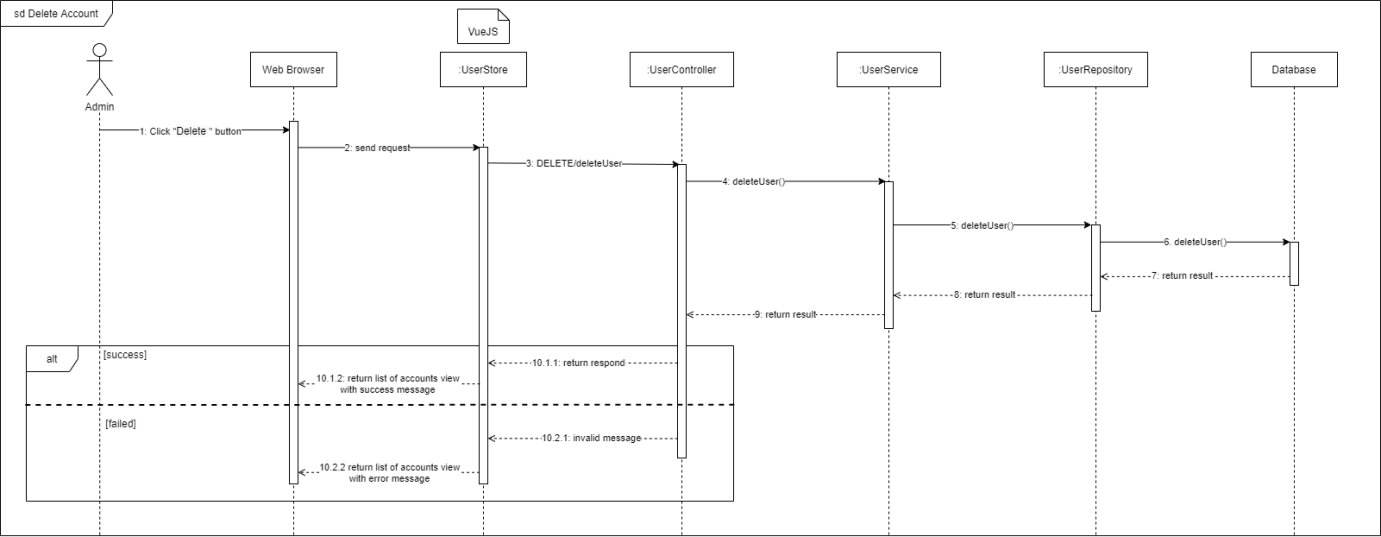 sd Delete Account
VueJS
Admin
Web Browser
:UserStore
:UserController
:UserService
:UserRepository
Database
1: Click "Delete " button
2: send request
3: DELETE/deleteUser
4: deleteUser()
5: deleteUser()
6. deleteUser()
7: return result
8: return result
9: return result
alt
[success]
10.1.1: return respond
10.1.2: return list of accounts view
with success message
[failed]
10.2.1: invalid message
10.2.2 return list of accounts view
with error message